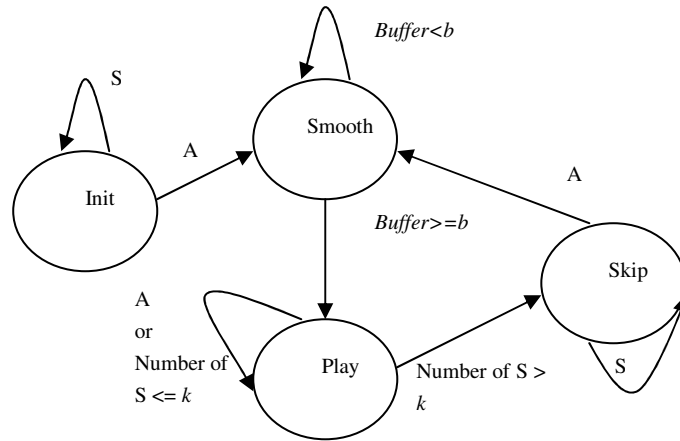 Buffer<b
S
Smooth
A
A
Init
Buffer>=b
Skip
A
or
Number of
S <= k
Play
Number of S >
k
S